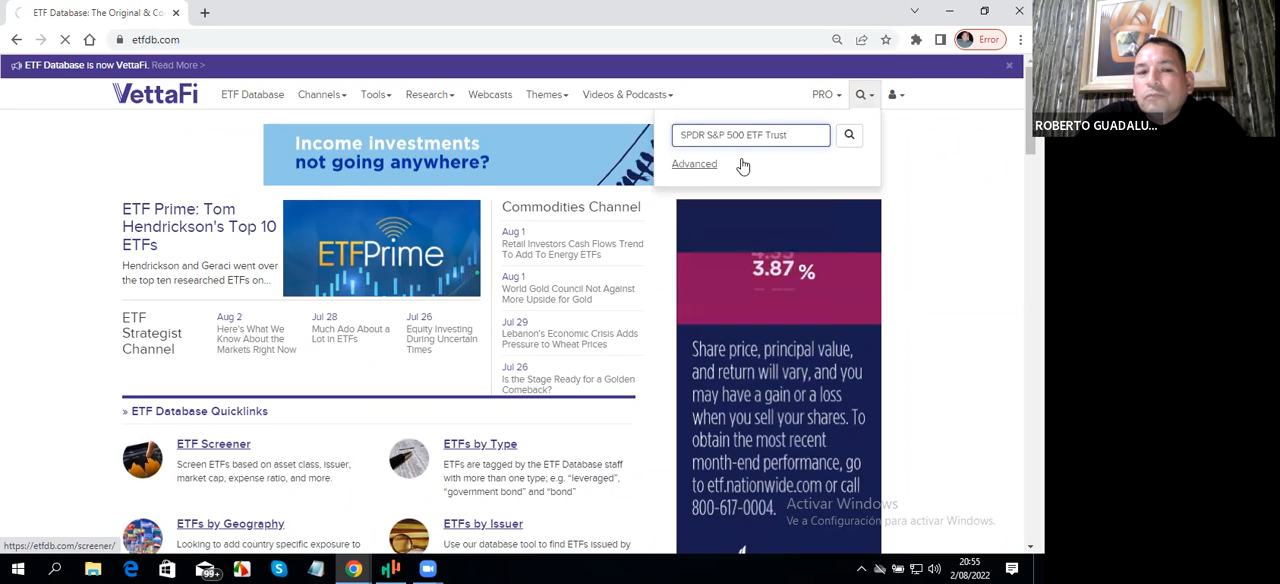 ETF Database: The Original & Co
etfdb.com
Error
ETF Database is now VettaFi. Read More >
VettaFi
ETF Database
Channels
Tools
Research
Webcasts
Themes
Videos & Podcasts
PRO
SPDR S&P 500 ETF Trust
Advanced
Income investments
not going anywhere?
ETF Prime: Tom
Hendrickson's Top 10
ETFs
Hendrickson and Geraci went over
the top ten researched ETFs on...
ETFPrime
ETF
Strategist
Channel
Aug 2
Here's What We
Know About the
Markets Right Now
Jul 28
Much Ado About a
Lot in ETFs
Jul 26
Equity Investing
During Uncertain
Times
Commodities Channel
Aug 1
Retail Investors Cash Flows Trend
To Add To Energy ETFs
Aug 1
World Gold Council Not Against
More Upside for Gold
Jul 29
Lebanon's Economic Crisis Adds
Pressure to Wheat Prices
Jul 26
Is the Stage Ready for a Golden
Comeback?
3.87 %
Share price, principal value,
and return will vary, and you
may have a gain or a loss
when you sell your shares. To
obtain the most recent
month-end performance, go
to etf.nationwide.com or call
800-617-0004.
» ETF Database Quicklinks
ETF Screener
Screen ETFs based on asset class, issuer,
market cap, expense ratio, and more.
ETFs by Type
ETFs are tagged by the ETF Database staff
with more than one type; e.g. "leveraged",
"government bond" and "bond"
ETFs by Geography
Looking to add country specific exposure to
ETFs by Issuer
Use our database tool to find ETFs issued by
https://etfdb.com/screener/
Activar Windows
Ve a Configuración para activar Windows.
99+
20:55
2/08/2022
ROBERTO GUADALU...